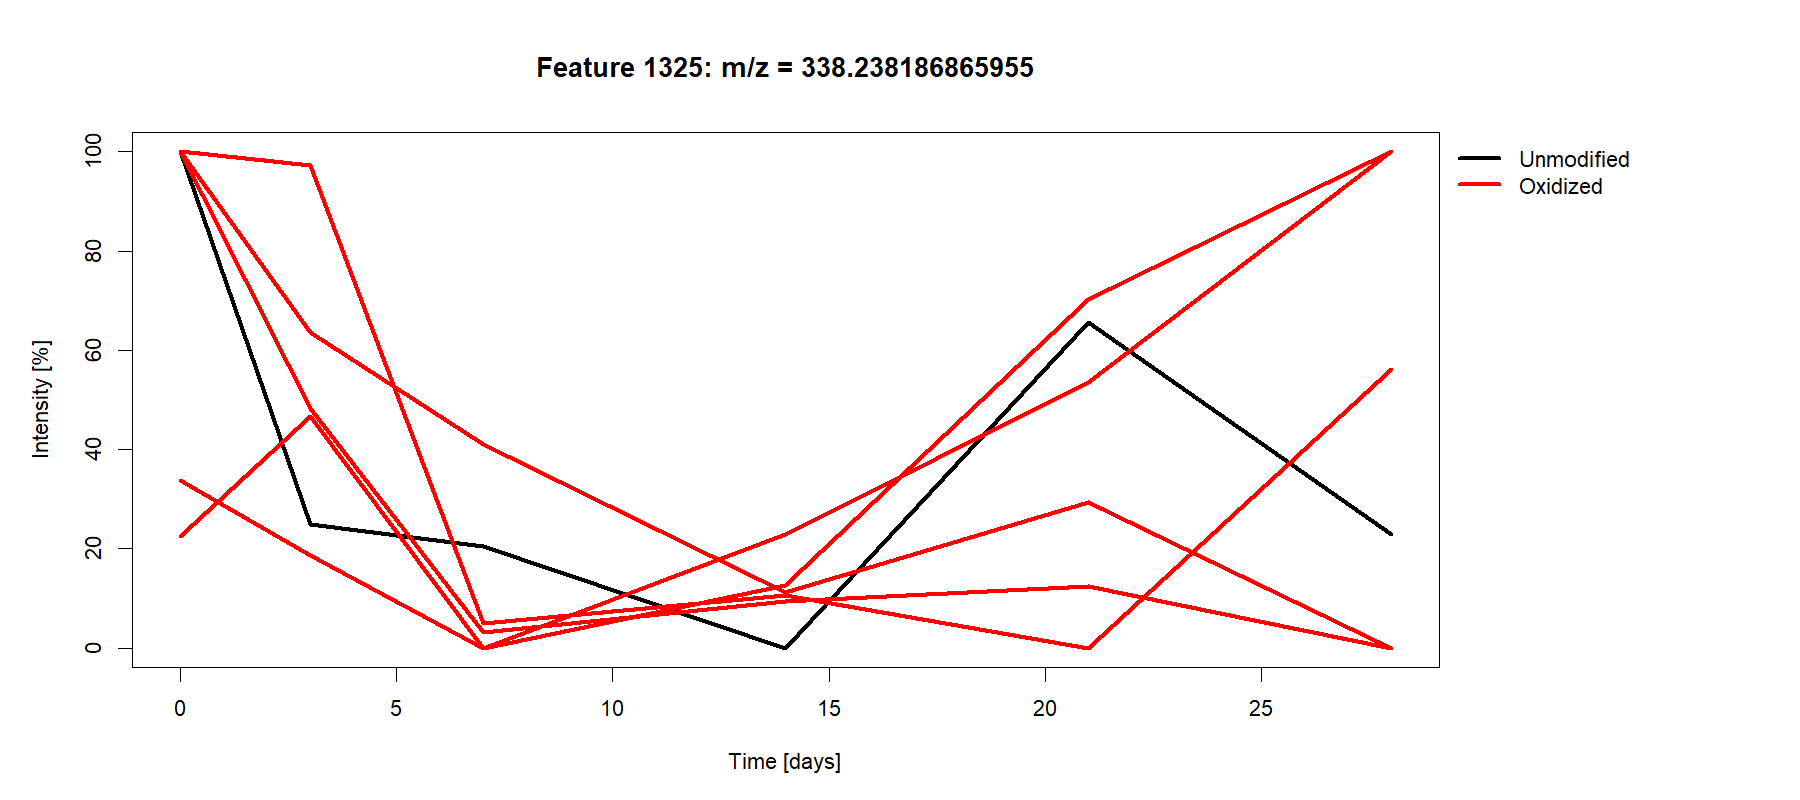 Feature 1325: m/z = 338.238186865955
Unmodified
Oxidized
100
80
60
40
20
0
Intensity [%]
0 5 10 15 20 25
Time [days]